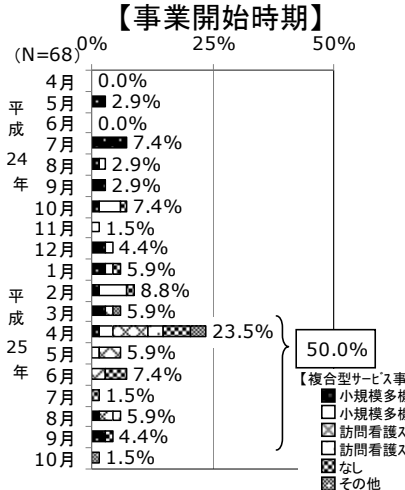 【事業開始時期】
(N=68) 0% 25% 50%
平成24年
4月 0.0%
5月 2.9%
6月 0.0%
7月 7.4%
8月 2.9%
9月 2.9%
10月 7.4%
11月 1.5%
12月 4.4%
平成25年
1月 5.9%
2月 8.8%
3月 5.9%
4月 23.5%
5月 5.9%
6月 7.4%
7月 1.5%
8月 5.9%
9月 4.4%
10月 1.5%
50.0%
【複合型サービス事
小規模多機
小規模多機
訪問看護ス
訪問看護ス
なし
その他